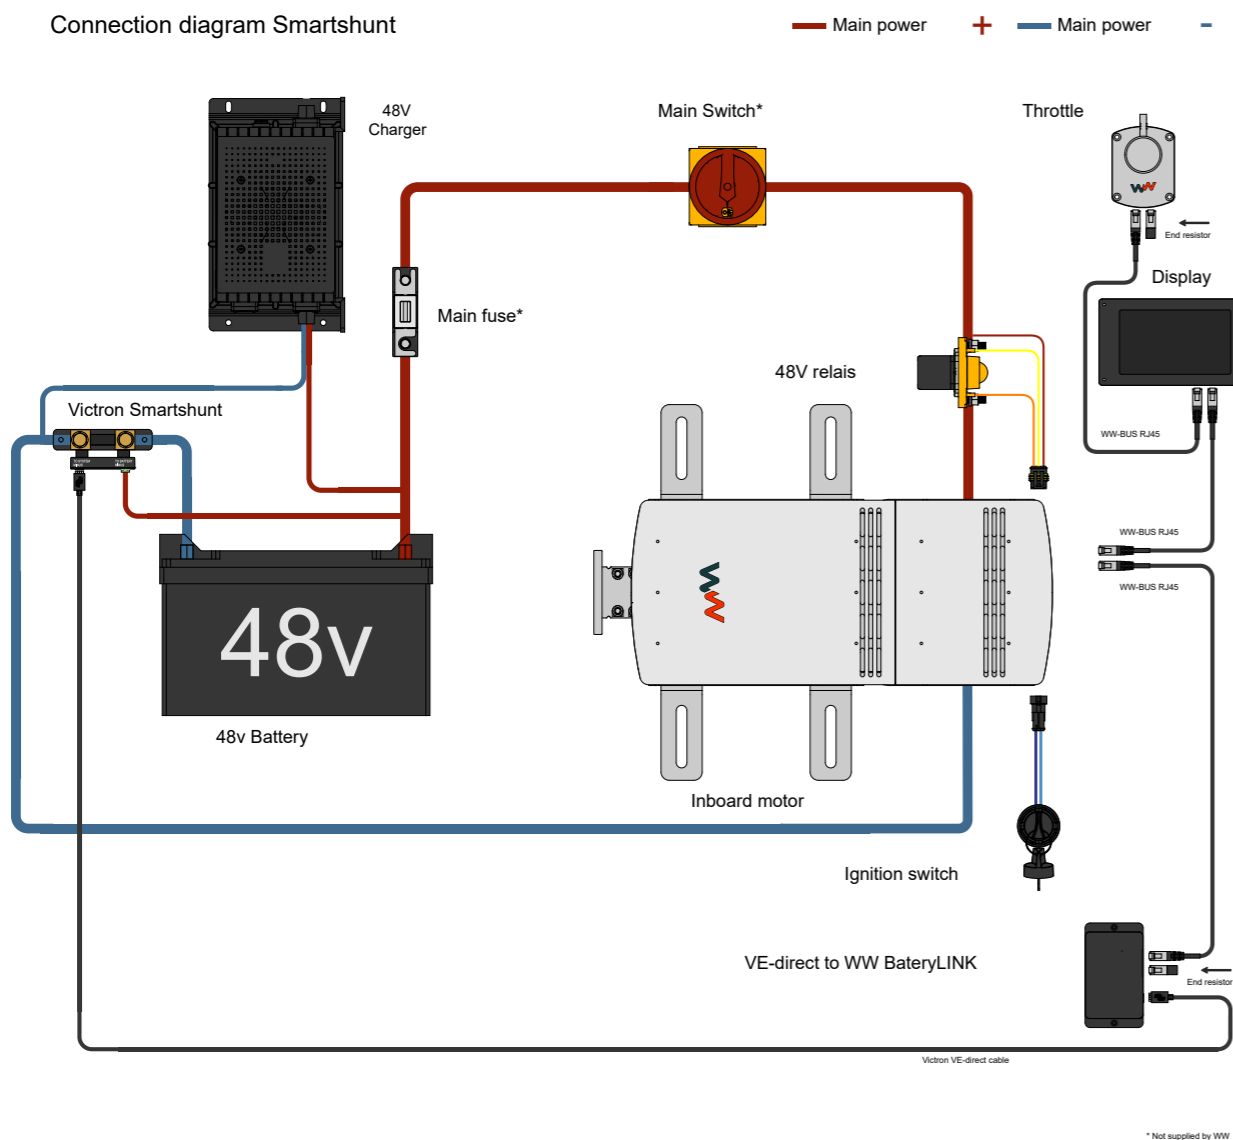 Connection diagram Smartshunt
Main power +
Main power -
48V
Charger
Main Switch*
Throttle
End resistor
Display
Main fuse*
48V relais
Victron Smartshunt
WW-BUS RJ45
WW-BUS RJ45
WW-BUS RJ45
48v
48v Battery
Inboard motor
Ignition switch
VE-direct to WW BateryLINK
End resistor
Victron VE-direct cable
* Not supplied by WW